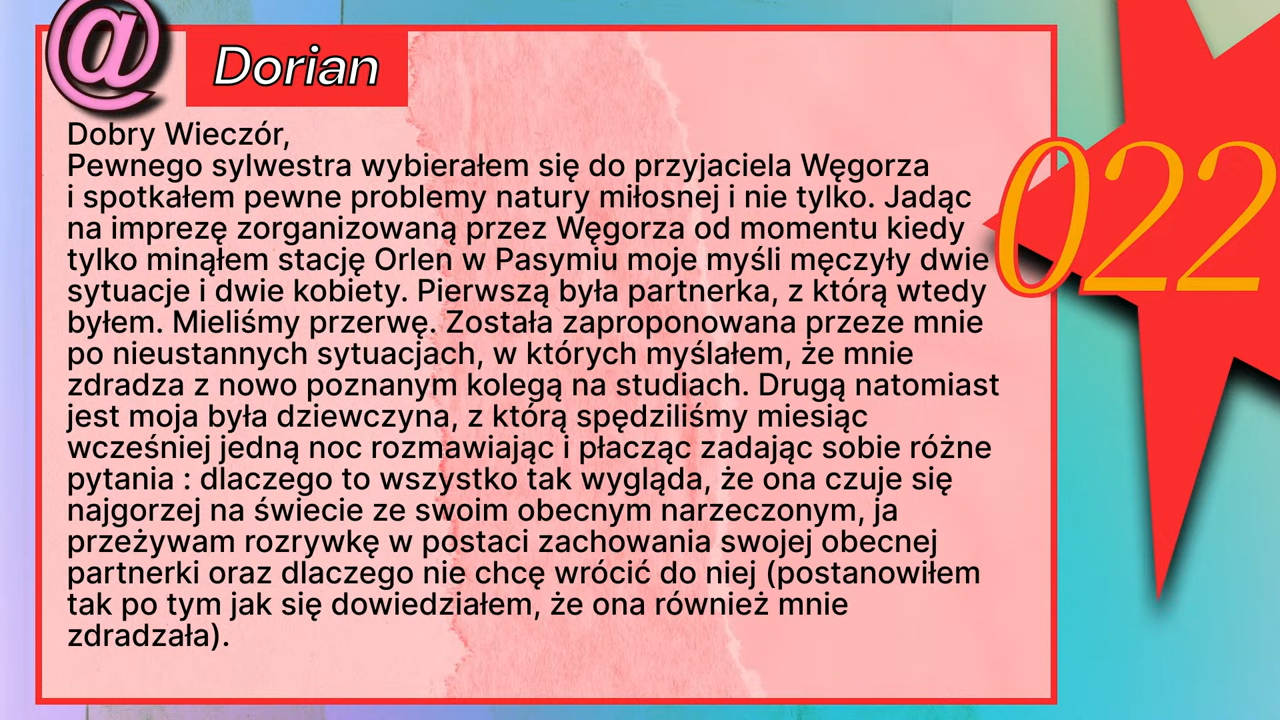 @
Dorian
Dobry Wieczór,
Pewnego sylwestra wybierałem się do przyjaciela Węgorza
i spotkałem pewne problemy natury miłosnej i nie tylko. Jadąc
na imprezę zorganizowaną przez Węgorza od momentu kiedy
tylko minąłem stację Orlen w Pasymiu moje myśli męczyły dwie
sytuacje i dwie kobiety. Pierwszą była partnerka, z którą wtedy
byłem. Mieliśmy przerwę. Została zaproponowana przeze mnie
po nieustannych sytuacjach, w których myślałem, że mnie
zdradza z nowo poznanym kolegą na studiach. Drugą natomiast
jest moja była dziewczyna, z którą spędziliśmy miesiąc
wcześniej jedną noc rozmawiając i płacząc zadając sobie różne
pytania : dlaczego to wszystko tak wygląda, że ona czuje się
najgorzej na świecie ze swoim obecnym narzeczonym, ja
przeżywam rozrywkę w postaci zachowania swojej obecnej
partnerki oraz dlaczego nie chcę wrócić do niej (postanowiłem
tak po tym jak się dowiedziałem, że ona również mnie
zdradzała).
022